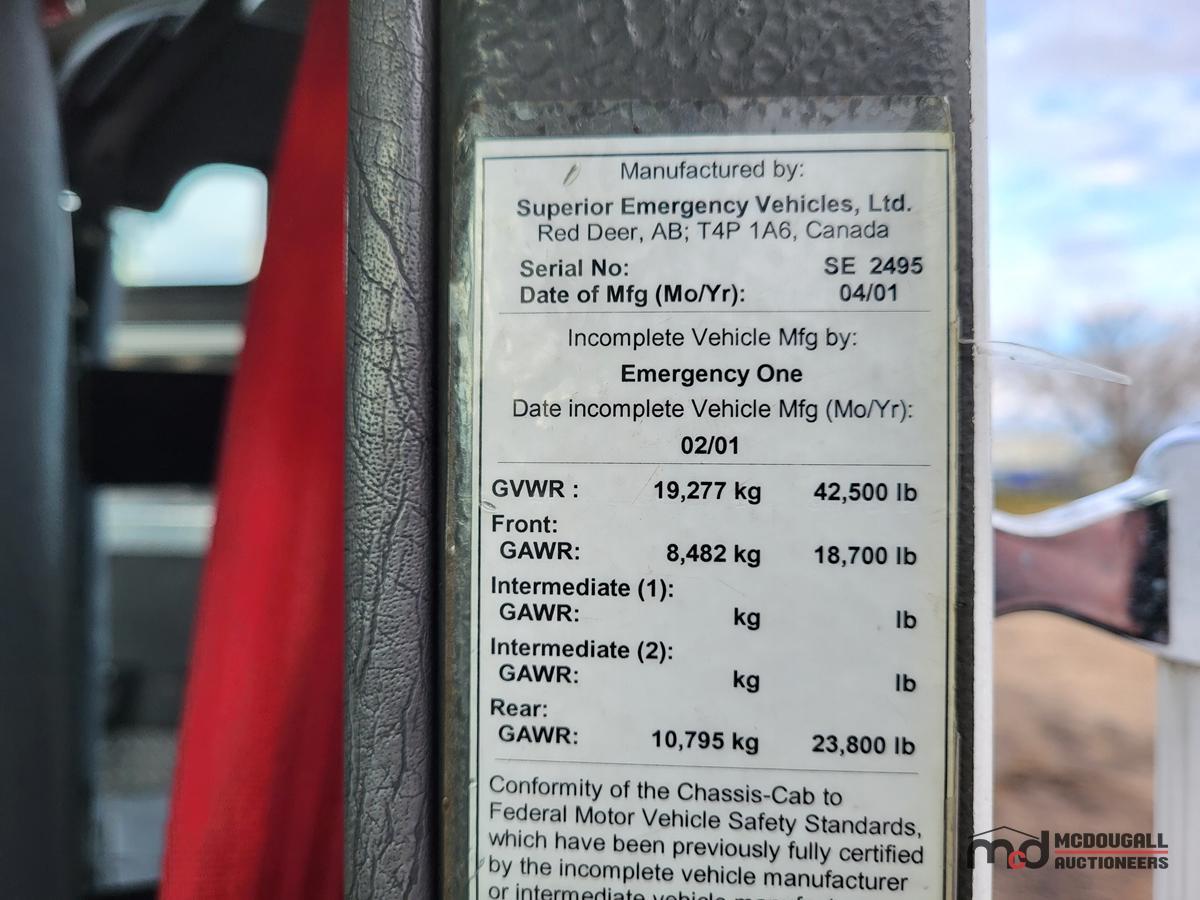 Manufactured by:
Superior Emergency Vehicles, Ltd.
Red Deer, AB; T4P 1A6, Canada
Serial No: SE 2495
Date of Mfg (Mo/Yr): 04/01
Incomplete Vehicle Mfg by:
Emergency One
Date incomplete Vehicle Mfg (Mo/Yr):
02/01
GVWR : 19,277 kg 42,500 lb
Front:
GAWR: 8,482 kg 18,700 lb
Intermediate (1):
GAWR: kg lb
Intermediate (2):
GAWR: kg lb
Rear:
GAWR: 10,795 kg 23,800 lb
Conformity of the Chassis-Cab to
Federal Motor Vehicle Safety Standards,
which have been previously fully certified
by the incomplete vehicle manufacturer
or intermediate vehicle
mcd MCDOUGALL
AUCTIONEERS